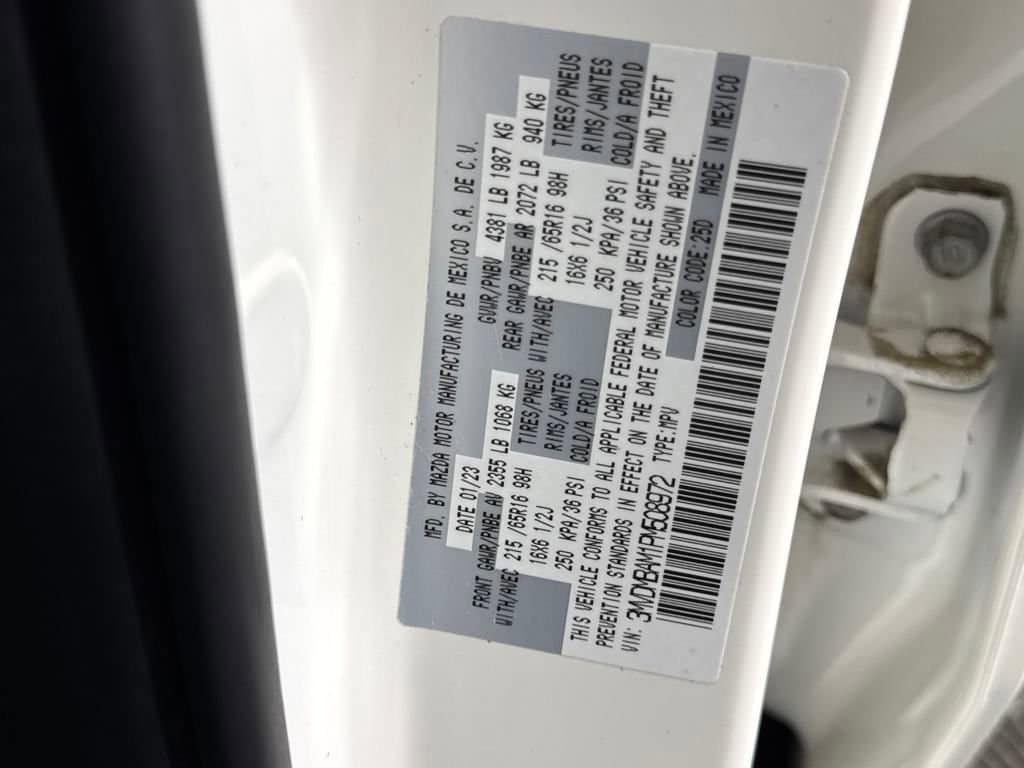 MFD. BY MAZDA MOTOR MANUFACTURING DE MEXICO S.A. DE C.V.
DATE 01/23 GVWR/PNBV 4381 LB 1987 KG
FRONT GAWR/PNBE AV 2355 LB 1068 KG REAR GAWR/PNBE AR 2072 LB 940 KG
WITH/AVEC 215/65R16 98H TIRES/PNEUS WITH/AVEC 215/65R16 98H TIRES/PNEUS
16X6 1/2J RIMS/JANTES 16X6 1/2J RIMS/JANTES
250 KPA/36 PSI COLD/A FROID 250 KPA/36 PSI COLD/A FROID
THIS VEHICLE CONFORMS TO ALL APPLICABLE FEDERAL MOTOR VEHICLE SAFETY AND THEFT
PREVENTION STANDARDS IN EFFECT ON THE DATE OF MANUFACTURE SHOWN ABOVE.
VIN: 3MVDMBAM1PM508972 TYPE:MPV COLOR CODE:25D MADE IN MEXICO